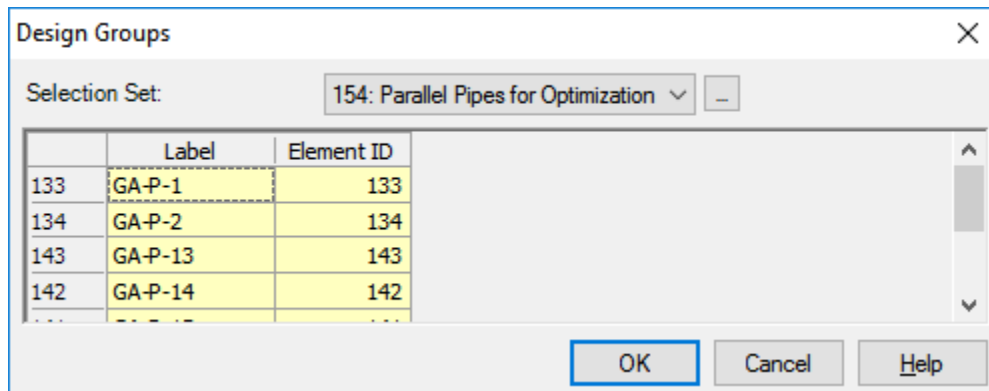 Design Groups
Selection Set: 154: Parallel Pipes for Optimization ...
Label Element ID
133 GA-P-1 133
134 GA-P-2 134
143 GA-P-13 143
142 GA-P-14 142
OK Cancel Help